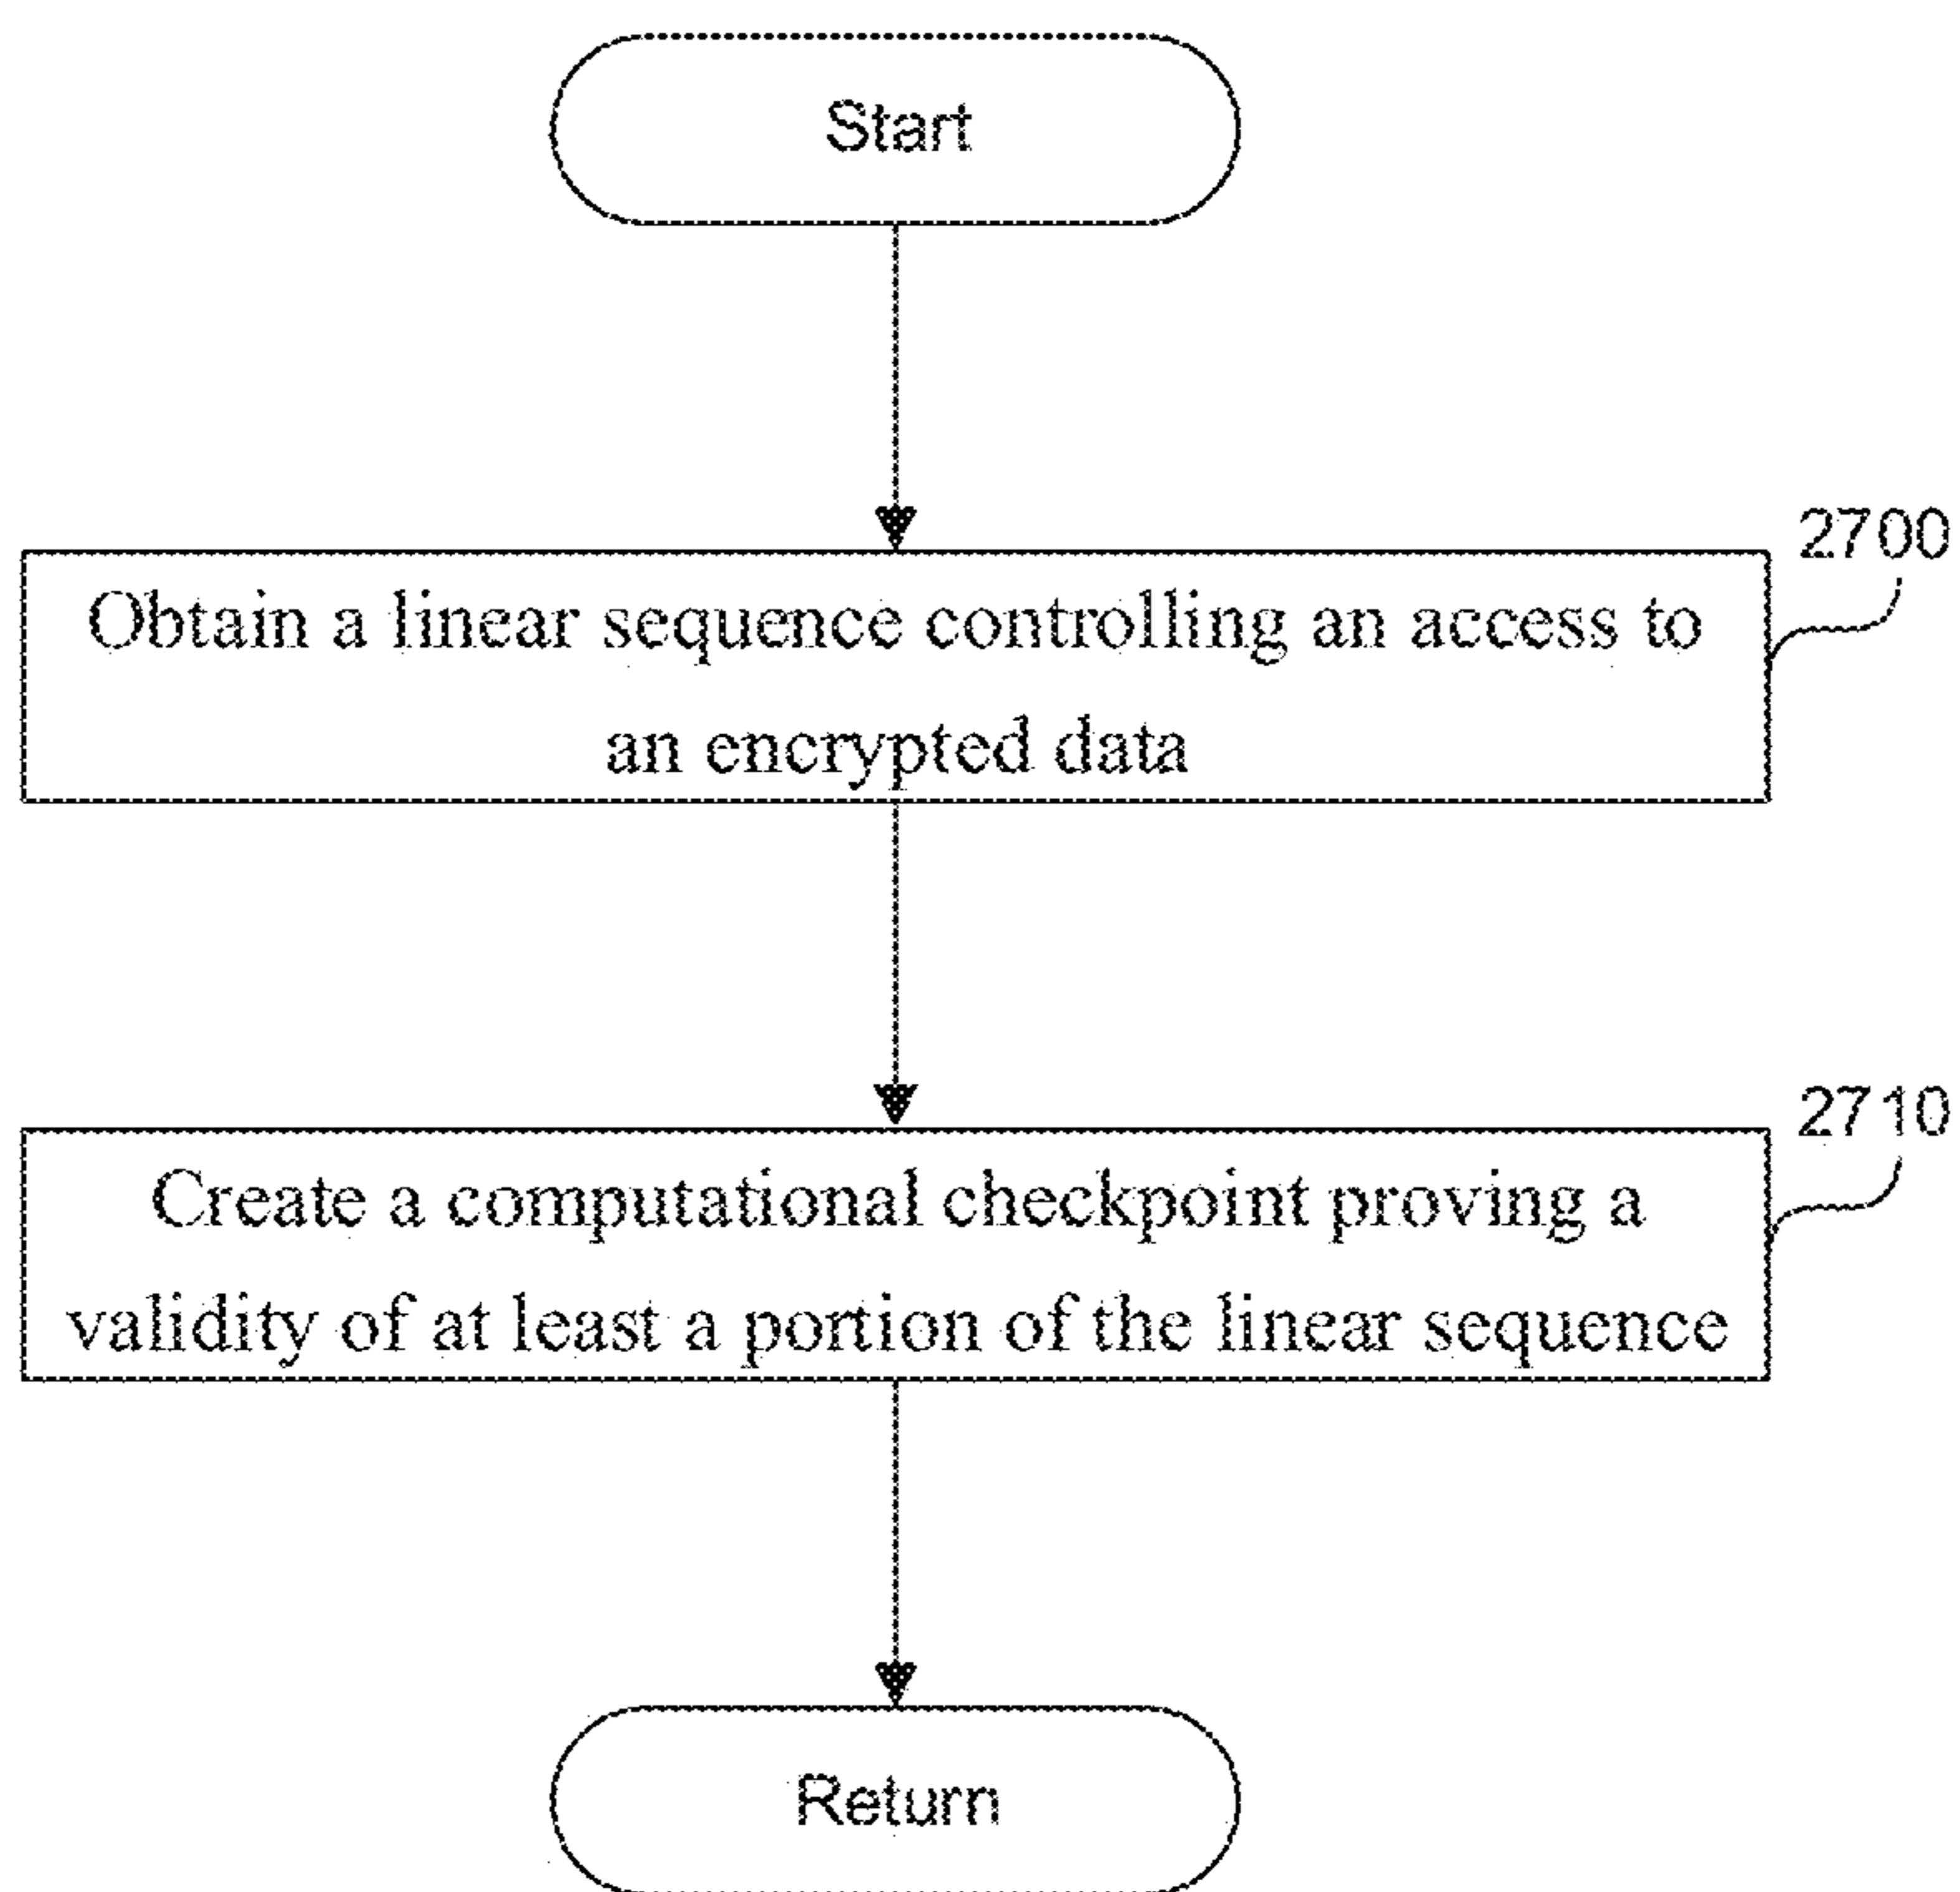 Start
2700
Obtain a linear sequence controlling an access to
an encrypted data
2710
Create a computational checkpoint proving a
validity of at least a portion of the linear sequence
Return